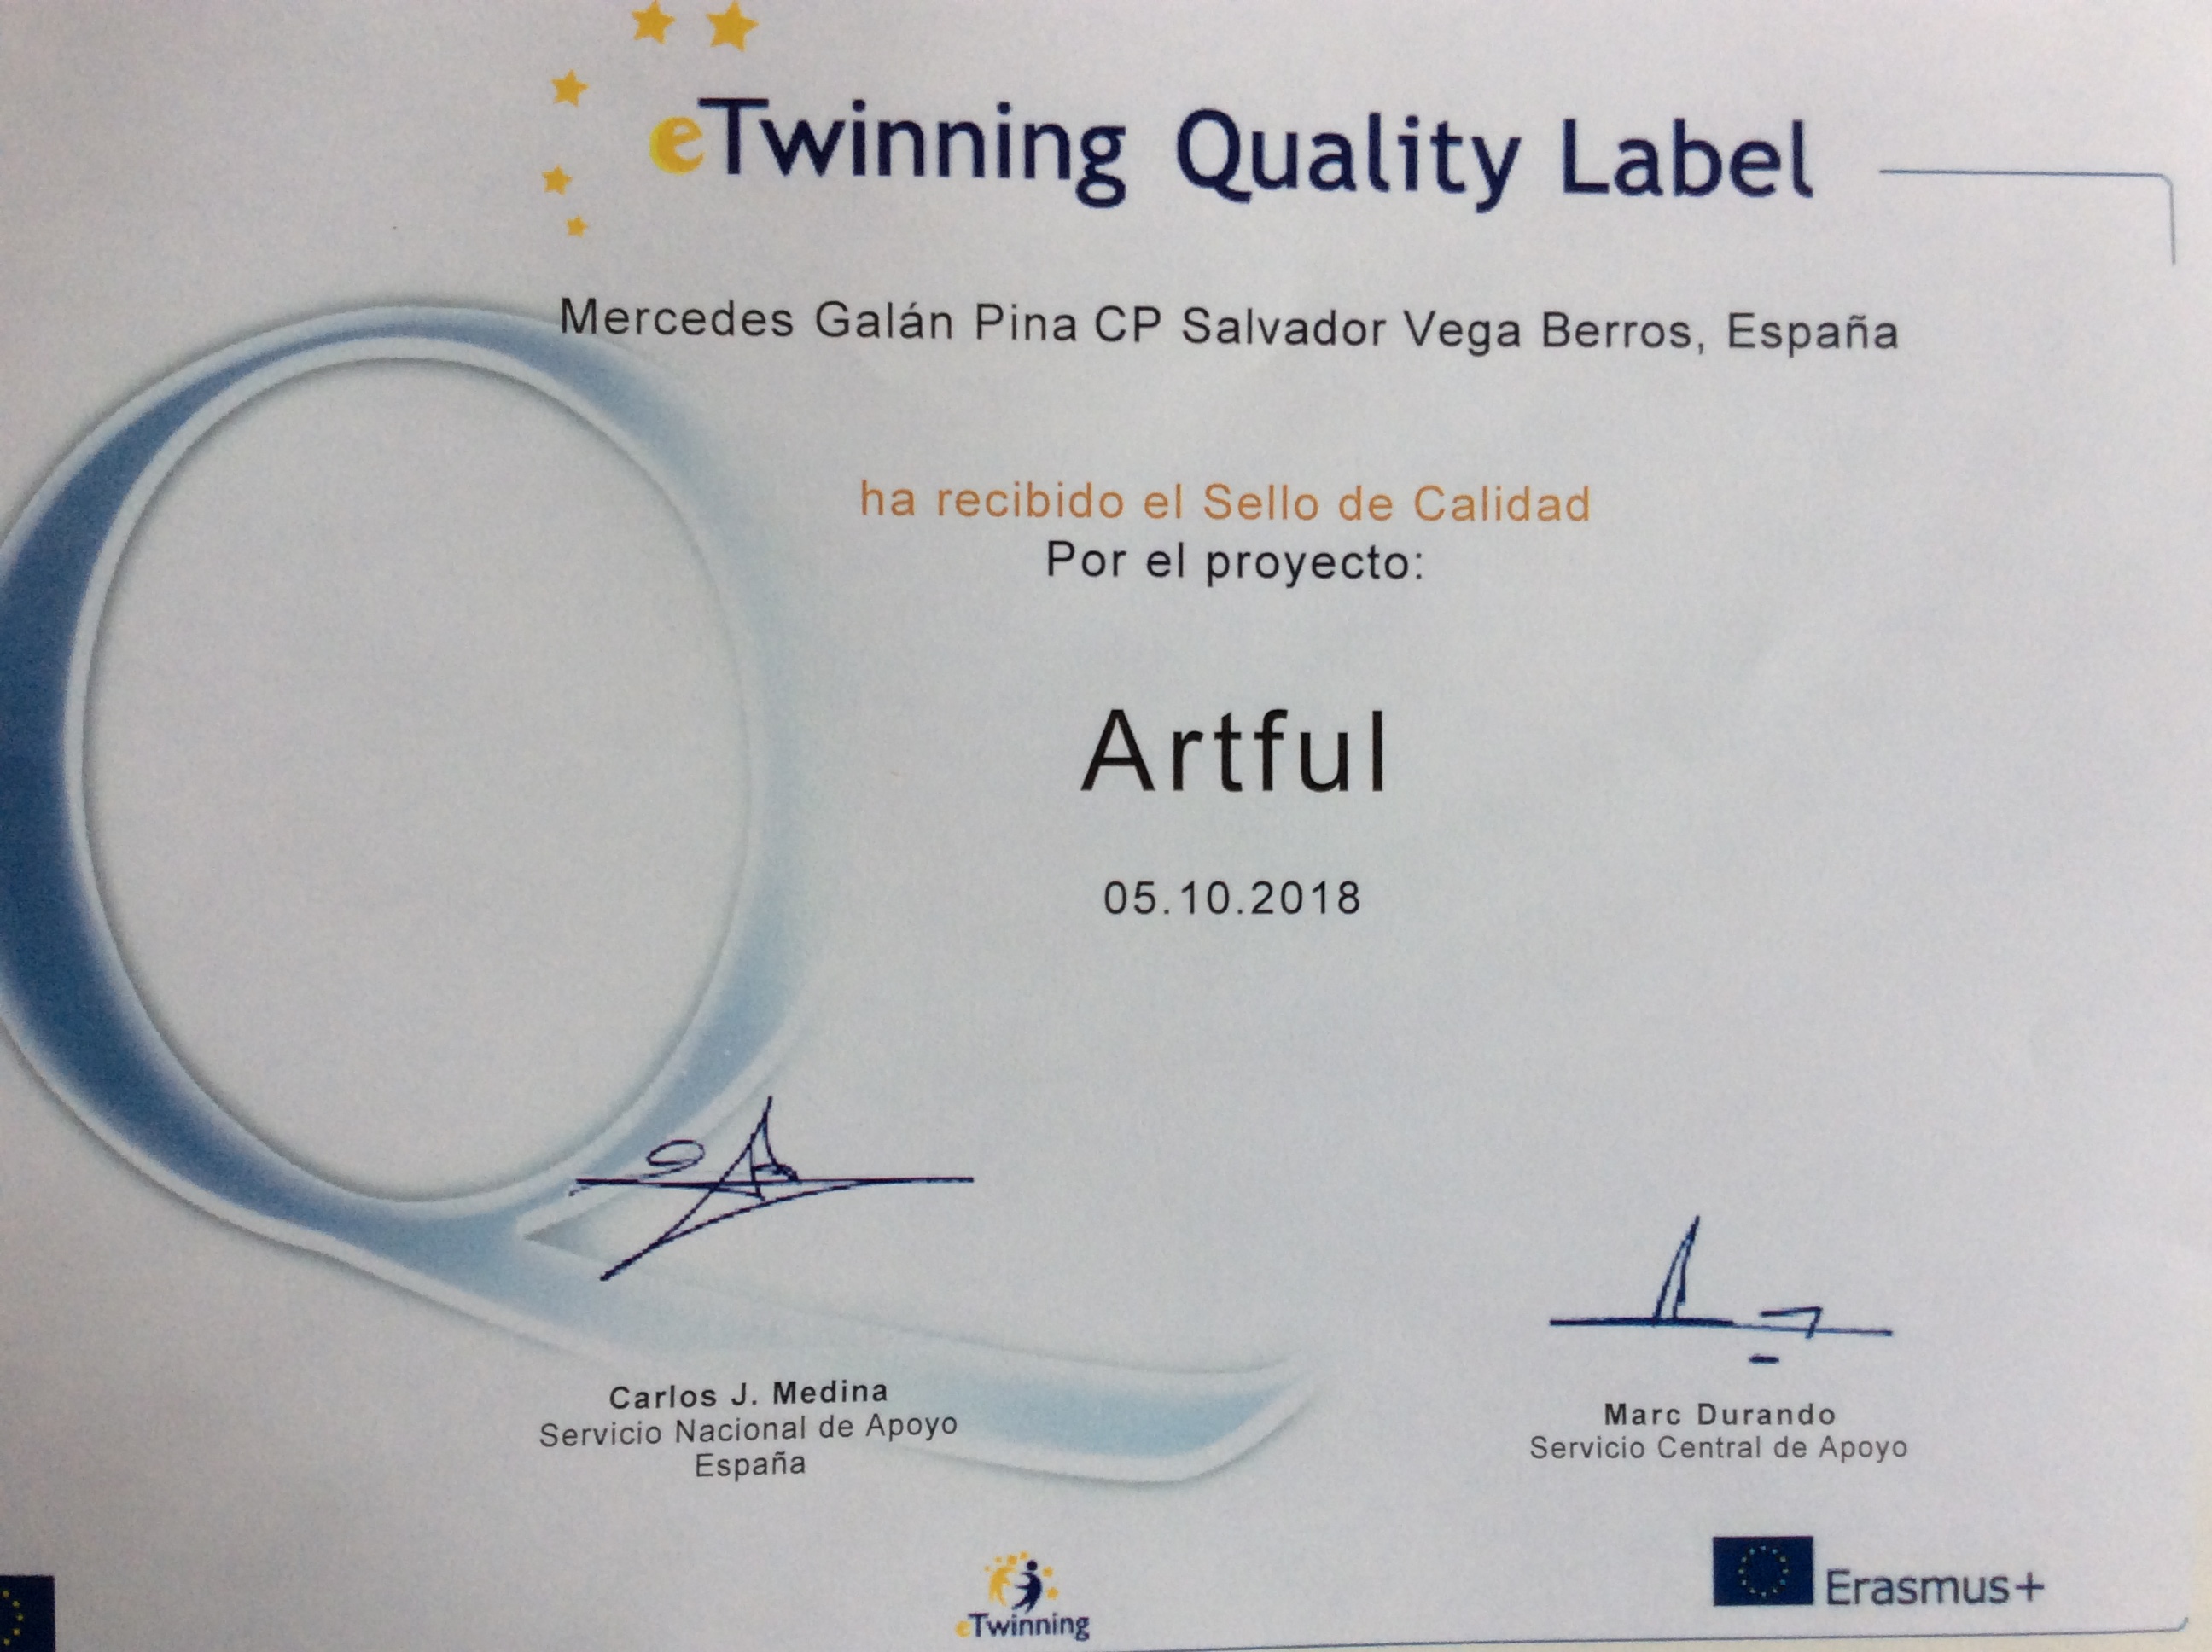 eTwinning Quality Label
Mercedes Galán Pina CP Salvador Vega Berros, España
ha recibido el Sello de Calidad
Por el proyecto:
Artful
05.10.2018
Carlos J. Medina
Servicio Nacional de Apoyo
España
Marc Durando
Servicio Central de Apoyo
eTwinning
Erasmus+